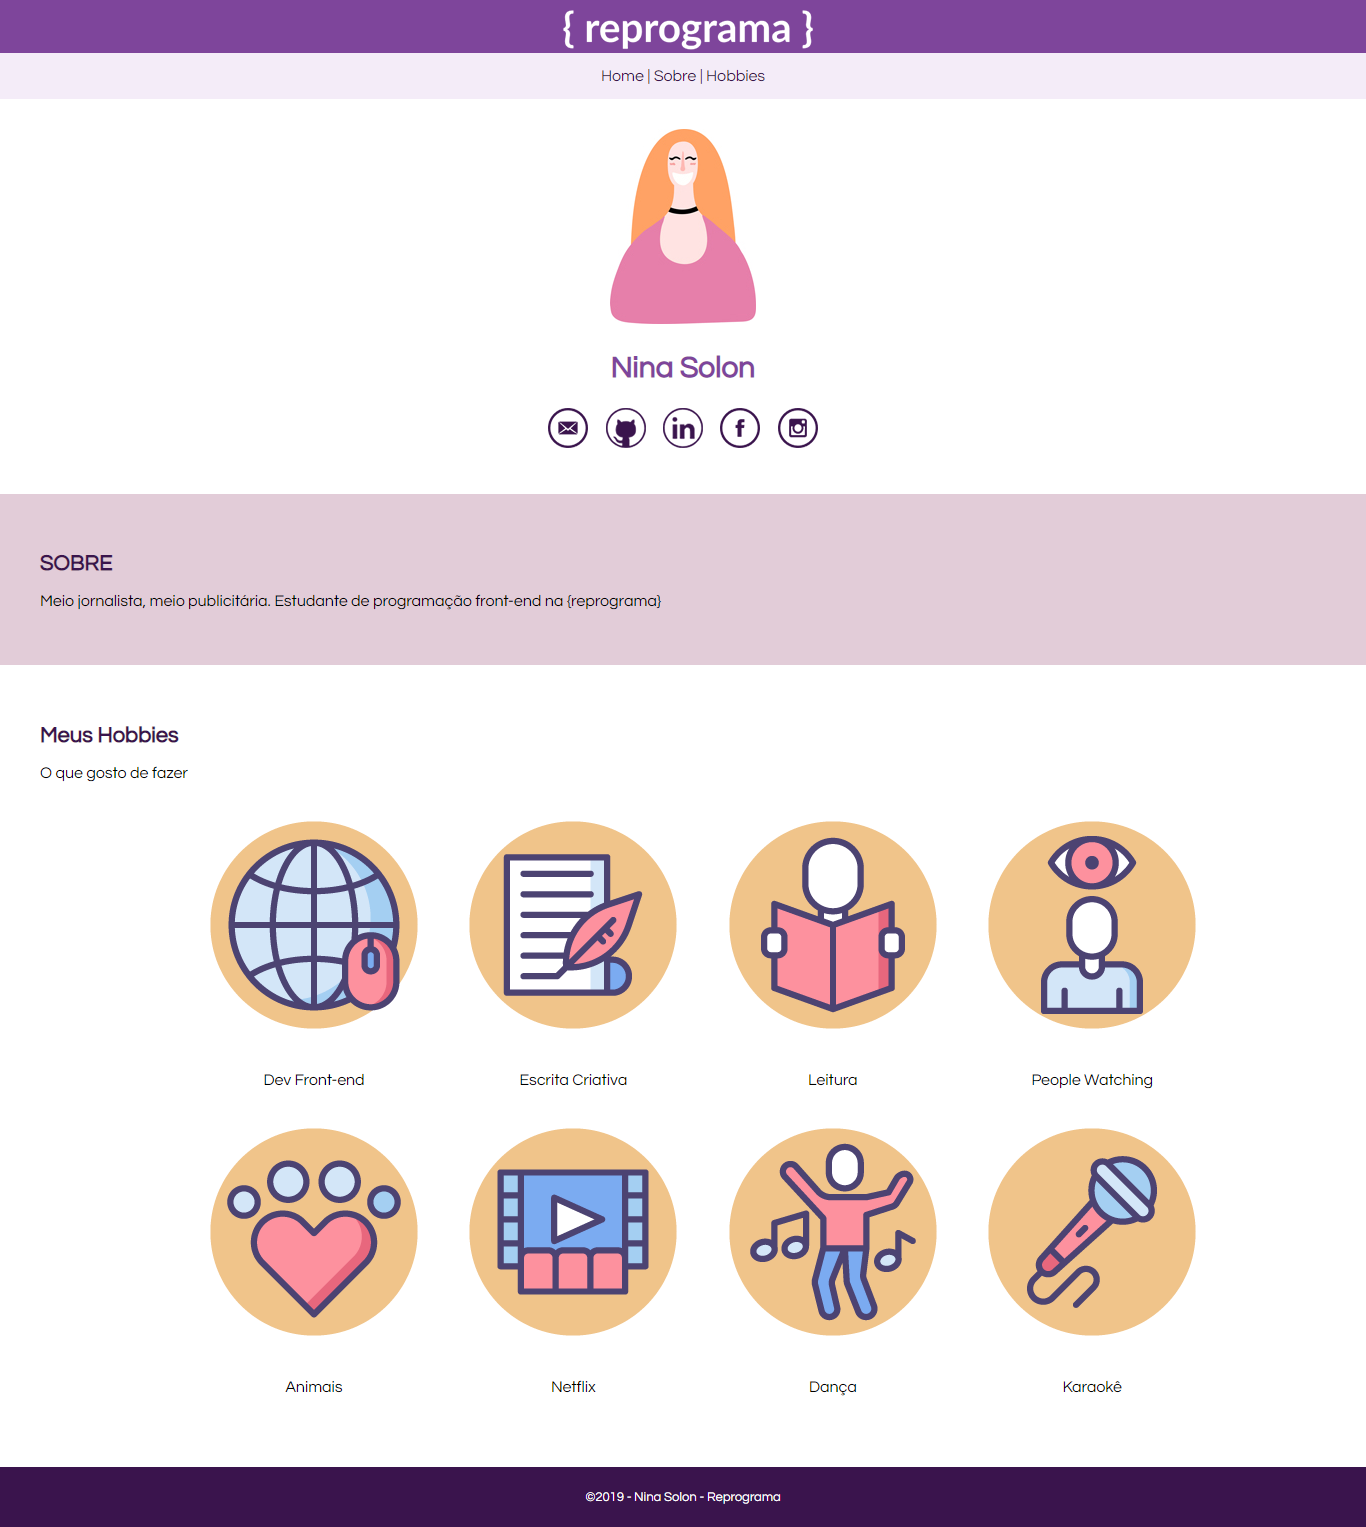 { reprograma }
Home | Sobre | Hobbies
Nina Solon
in f
SOBRE
Meio jornalista, meio publicitária. Estudante de programação front-end na {reprograma}
Meus Hobbies
O que gosto de fazer
Dev Front-end Escrita Criativa Leitura People Watching
Animais Netflix Dança Karaokê
©2019 - Nina Solon - Reprograma